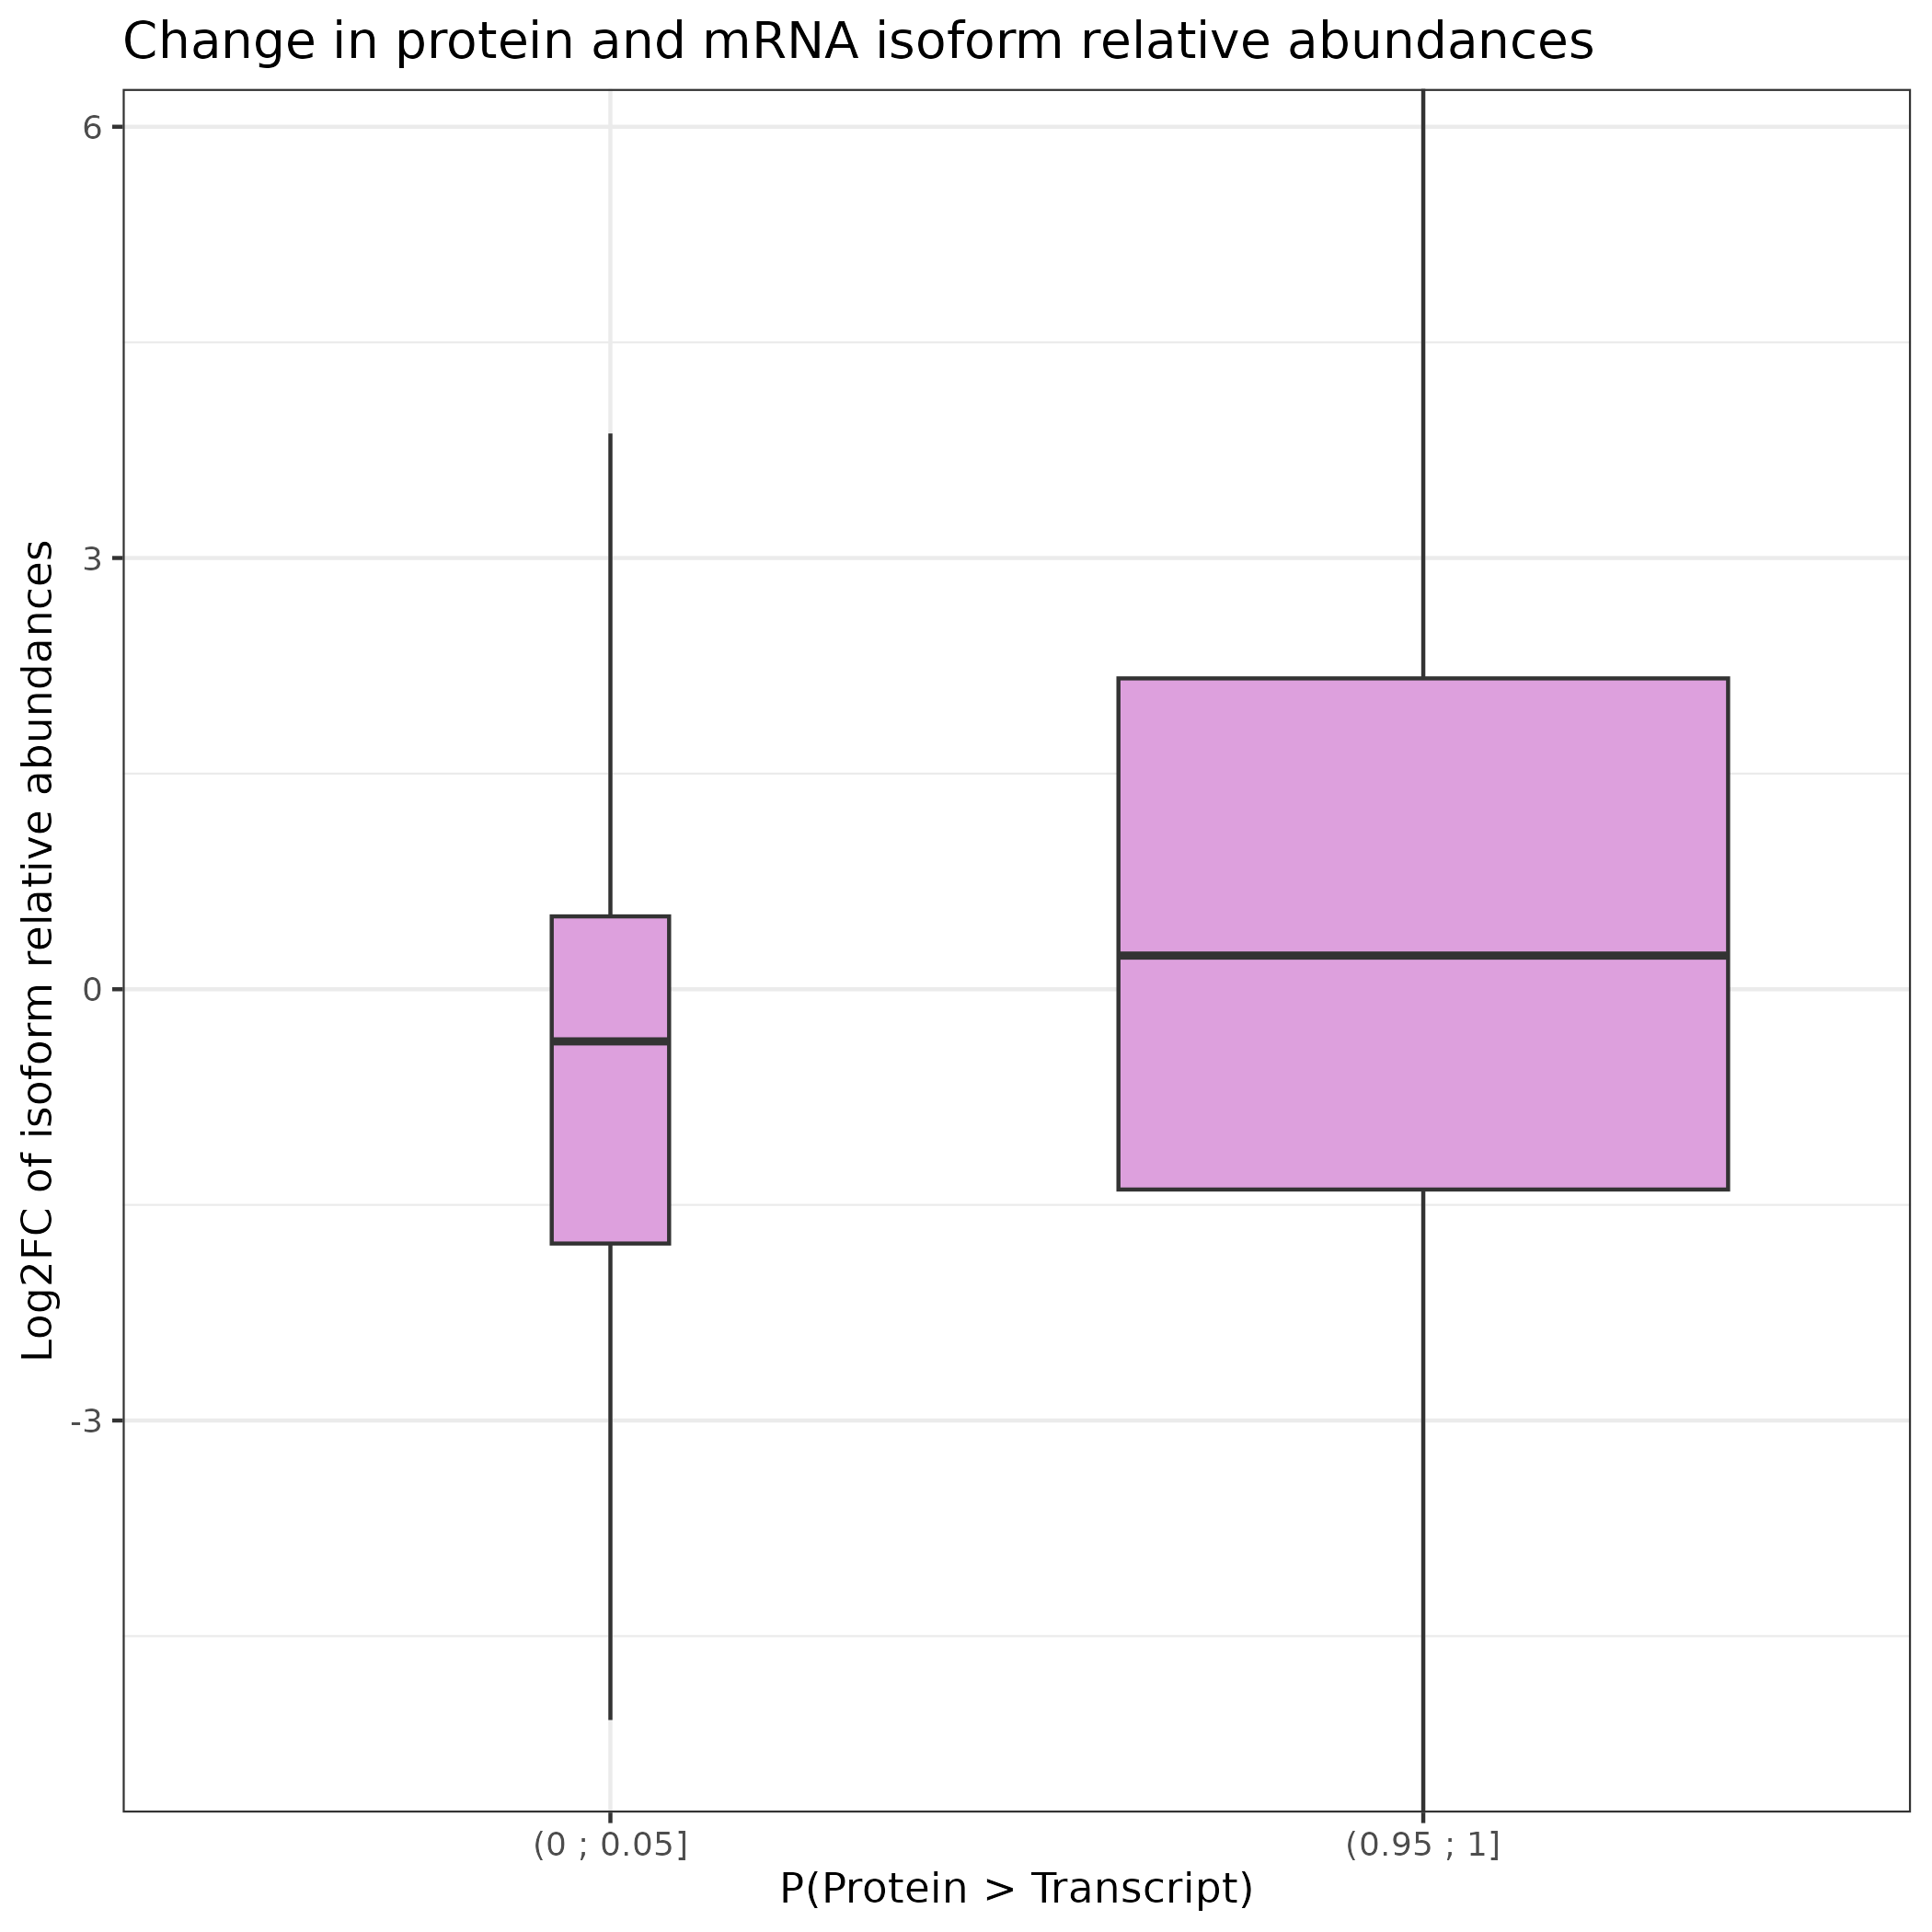 Change in protein and mRNA isoform relative abundances
Log2FC of isoform relative abundances
6
3
0
-3
(0 ; 0.05]
(0.95 ; 1]
P(Protein > Transcript)